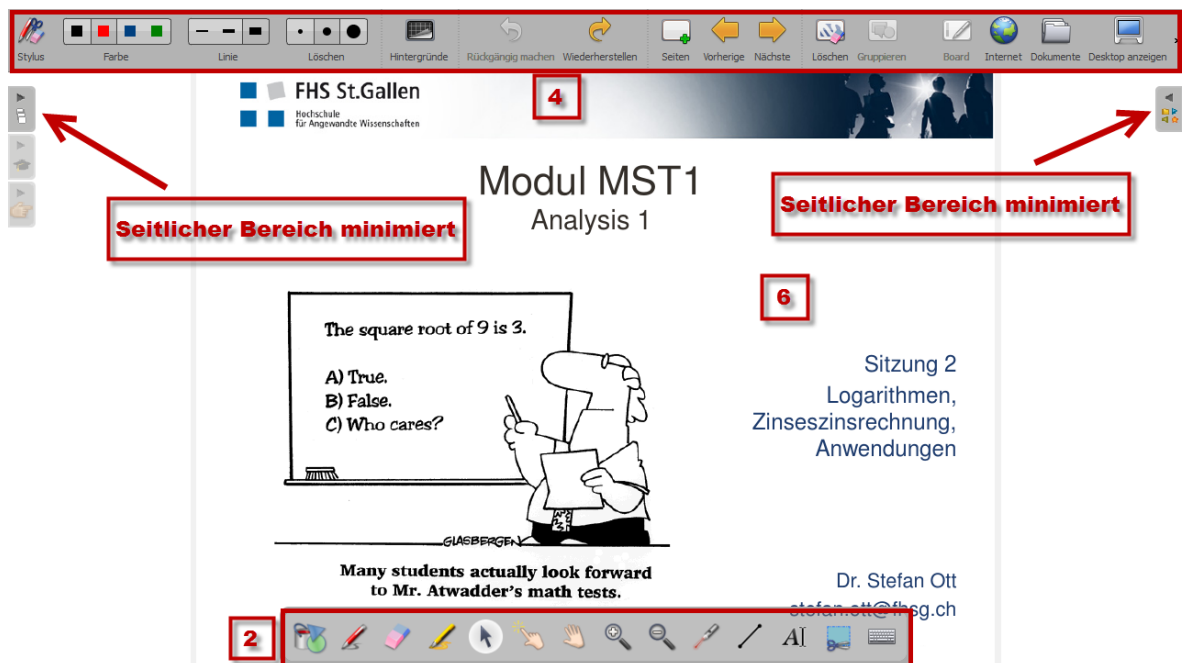 Stylus Farbe Linie Löschen Hintergründe Rückgängig machen Wiederherstellen Seiten Vorherige Nächste Löschen Gruppieren Board Internet Dokumente Desktop anzeigen
FHS St.Gallen
Hochschule
für Angewandte Wissenschaften
4
Modul MST1
Analysis 1
Seitlicher Bereich minimiert
Seitlicher Bereich minimiert
6
The square root of 9 is 3.
A) True.
B) False.
C) Who cares?
GLASBERGEN
Many students actually look forward
to Mr. Atwadder's math tests.
Sitzung 2
Logarithmen,
Zinseszinsrechnung,
Anwendungen
Dr. Stefan Ott
stefan.ott@fhsg.ch
2
AI